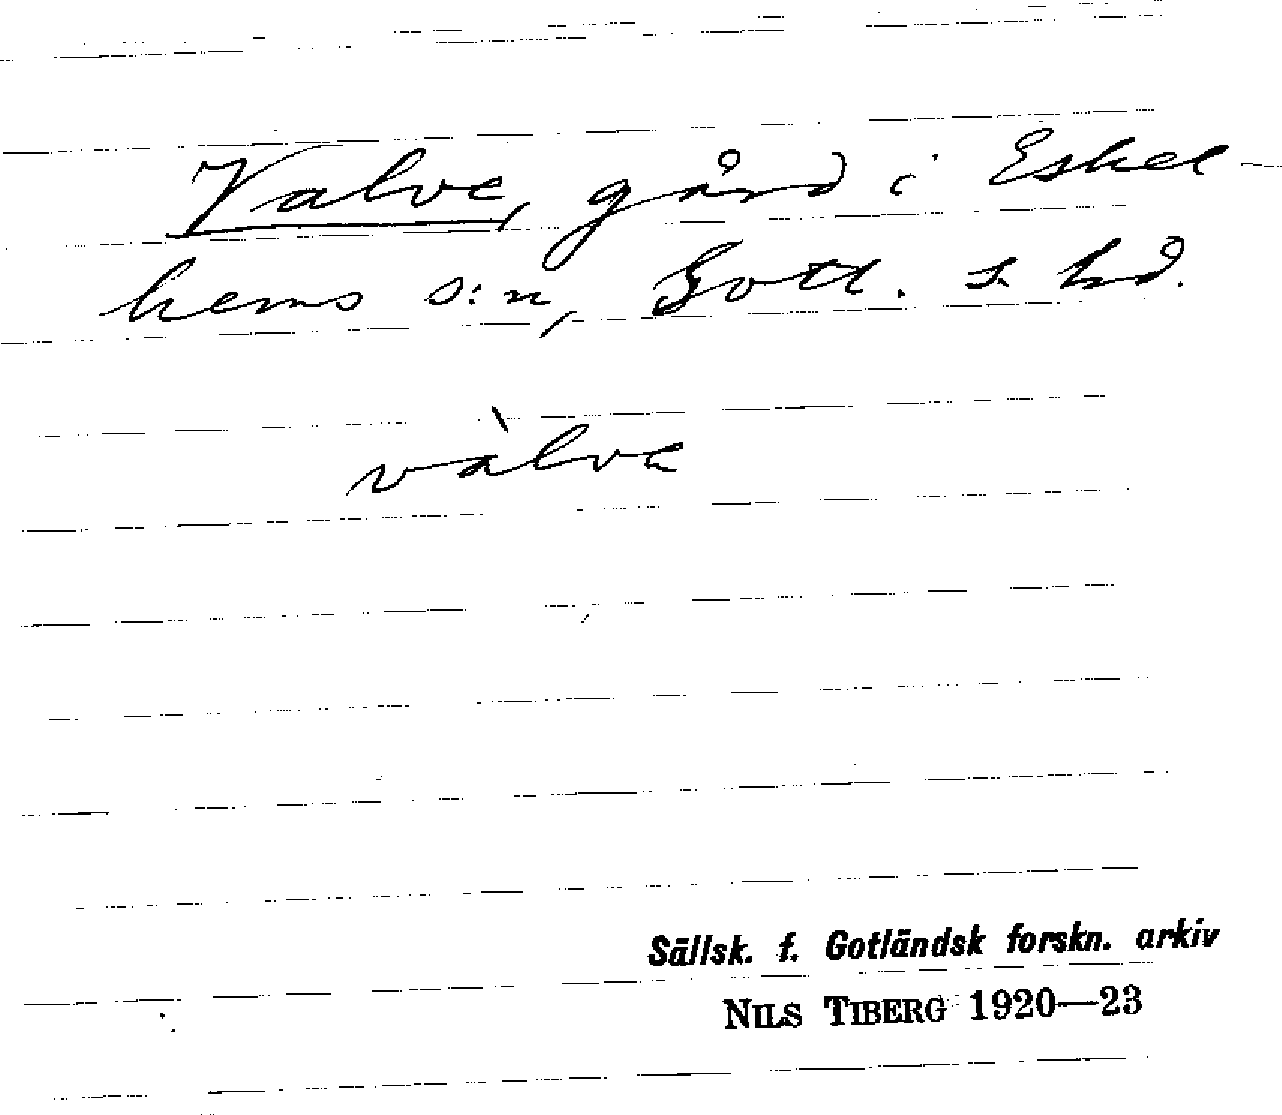 Valve, gård i Eskel
hems s:n, Gotl. s. hd.
vàlve
Sällsk. f. Gotländsk forskn. arkiv
NILS TIBERG 1920—23